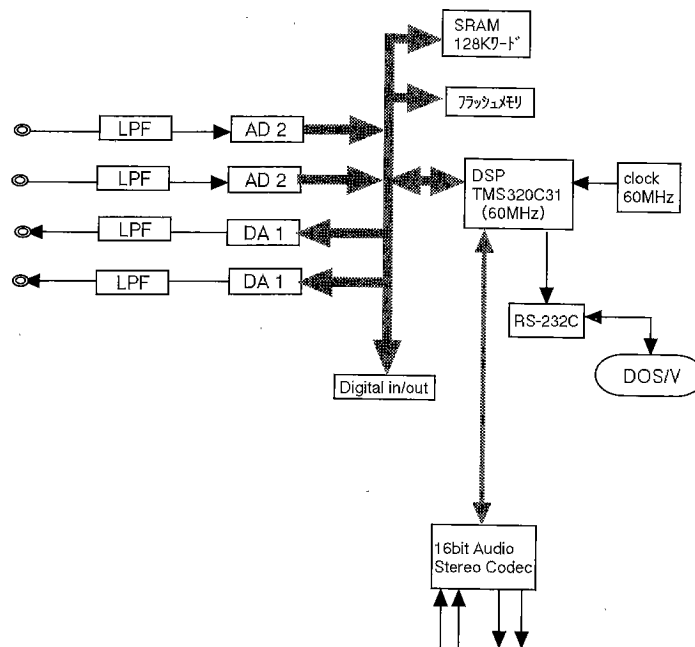 SRAM
128Kワード
フラッシュメモリ
LPF
AD 2
LPF
AD 2
DSP
TMS320C31
(60MHz)
clock
60MHz
LPF
DA 1
LPF
DA 1
RS-232C
Digital in/out
DOS/V
16bit Audio
Stereo Codec